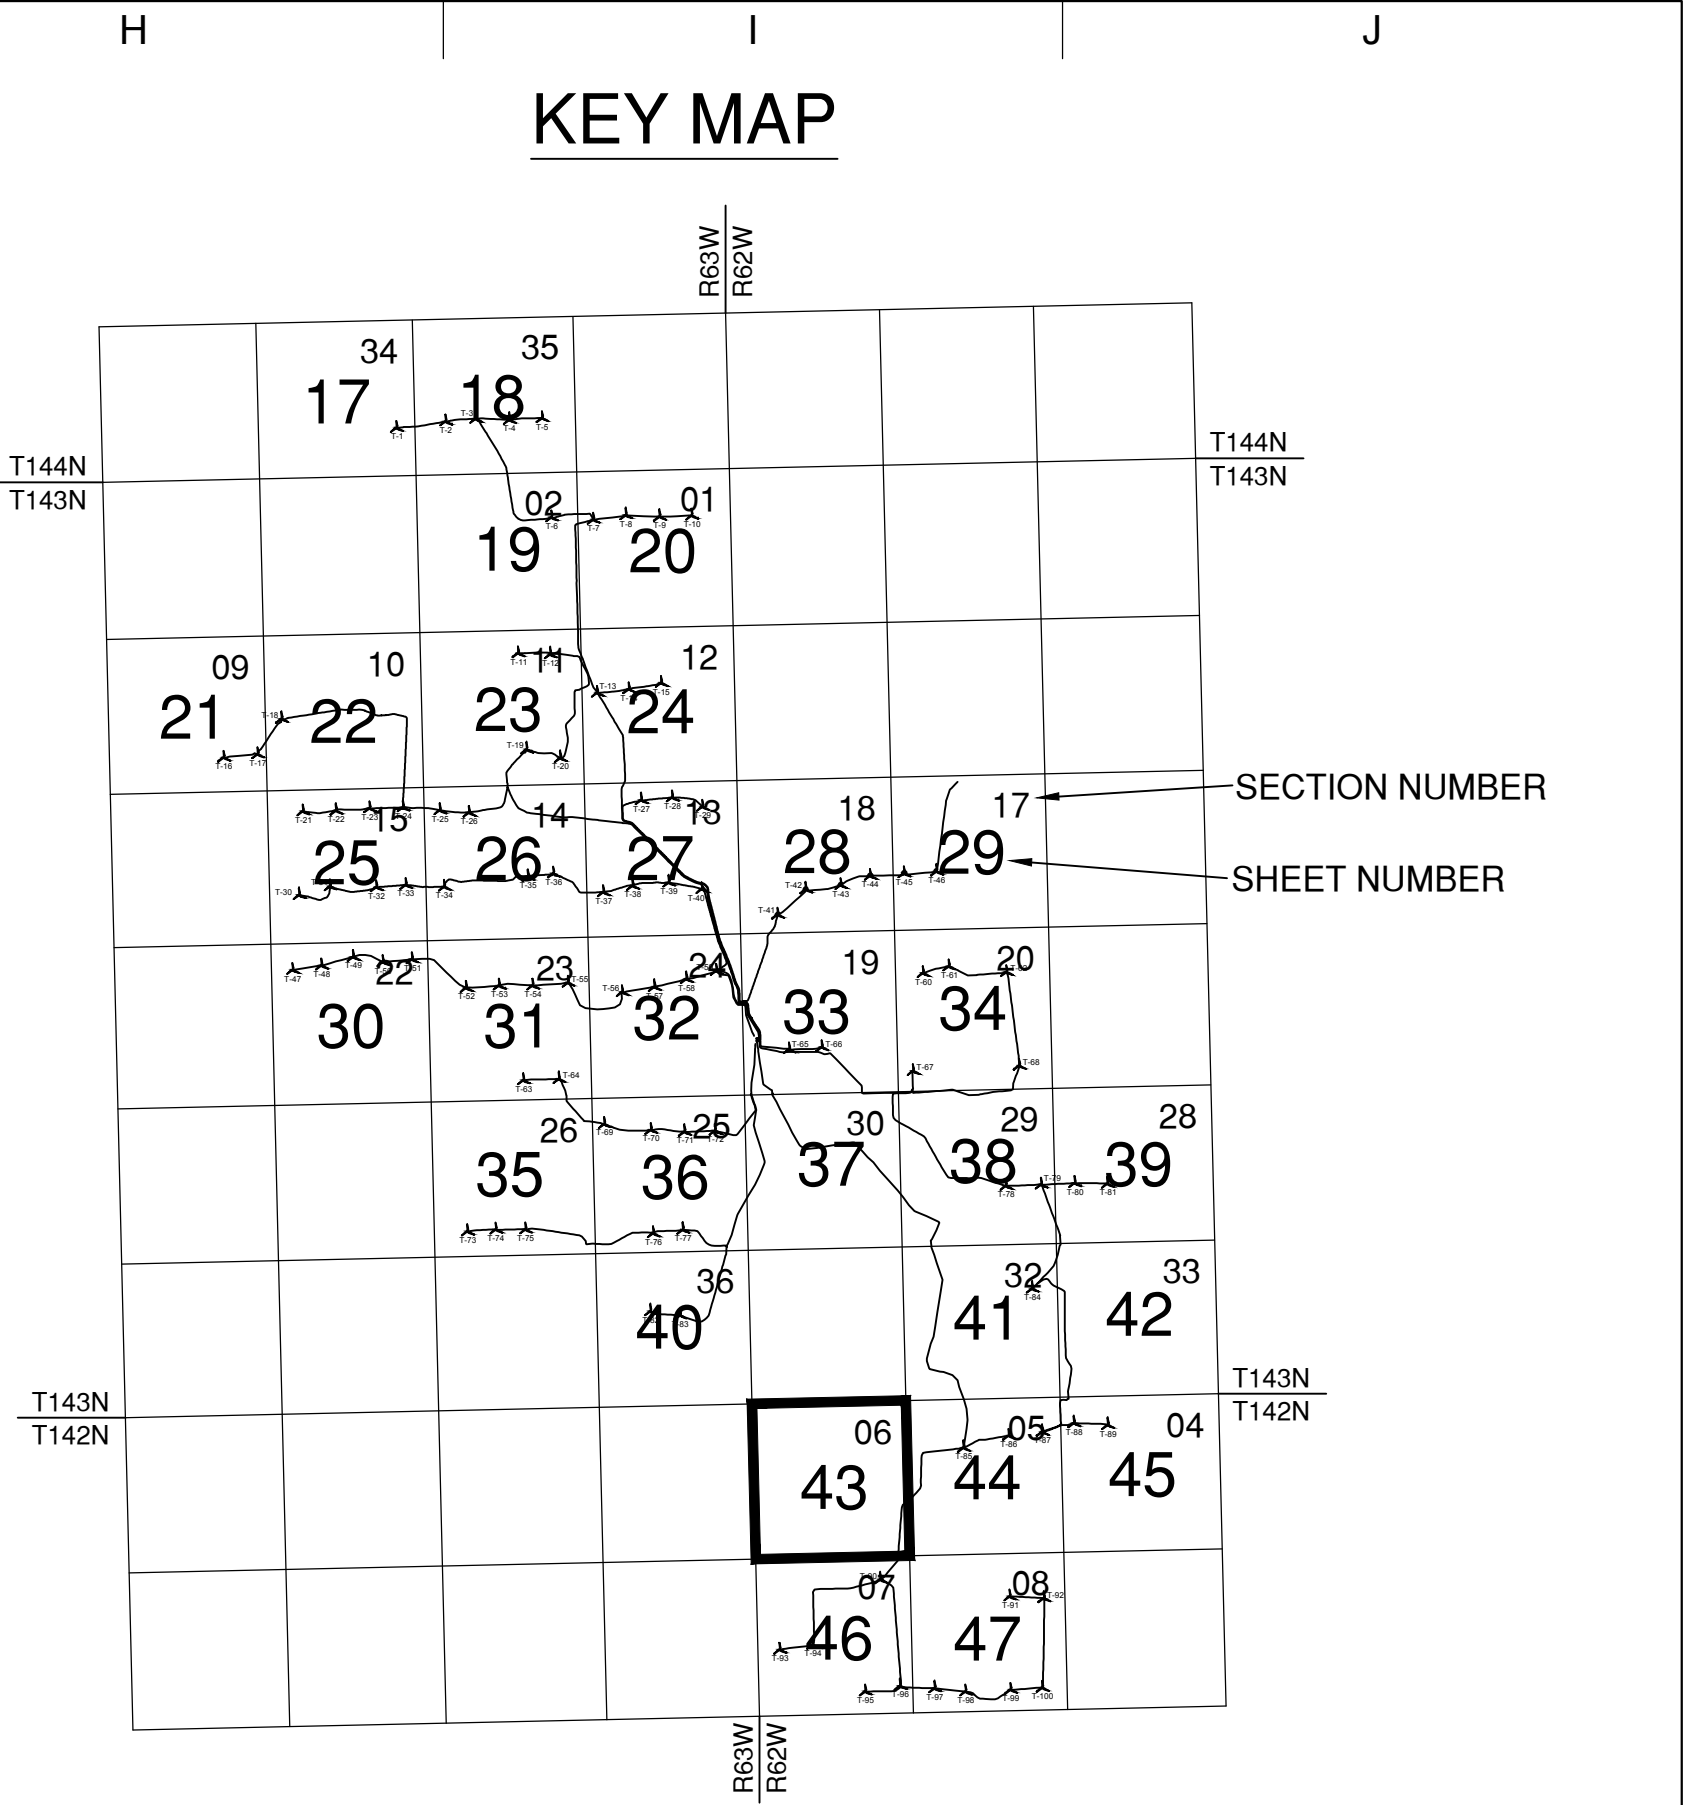 H I J
KEY MAP
R63W R62W
34 35
17 18
T-1 T-2 T-3 T-4 T-5
T144N T144N
T143N T143N
02 01
T-6 T-7 T-8 T-9 T-10
19 20
09 10 11 12
T-11 T-12 T-13 T-15
21 22 23 24
T-16 T-17 T-18 T-19 T-20
SECTION NUMBER
15 14 13 18 17
T-21 T-22 T-23 T-24 T-25 T-26 T-27 T-28 T-29
25 26 27 28 29
SHEET NUMBER
T-30 T-32 T-33 T-34 T-35 T-36 T-37 T-38 T-39 T-40 T-41 T-42 T-43 T-44 T-45 T-46
22 23 24 19 20
T-47 T-48 T-49 T-50 T-51 T-52 T-53 T-54 T-55 T-56 T-57 T-58 T-60 T-61
30 31 32 33 34
T-63 T-64 T-65 T-66 T-67 T-68
26 25 30 29 28
T-69 T-70 T-71 T-72
35 36 37 38 39
T-73 T-74 T-75 T-76 T-77 T-78 T-79 T-80 T-81
36 32 33
T-83 T-84
40 41 42
T143N T143N
T142N T142N
06 05 04
T-85 T-86 T-87 T-88 T-89
43 44 45
07 08
T-90 T-91 T-92
46 47
T-93 T-94
T-95 T-96 T-97 T-98 T-99 T-100
R63W R62W